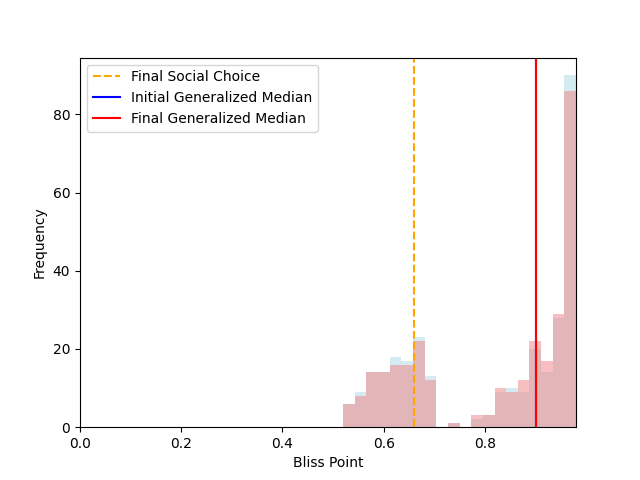 Final Social Choice
Initial Generalized Median
Final Generalized Median
Frequency
80
60
40
20
0
0.0 0.2 0.4 0.6 0.8
Bliss Point